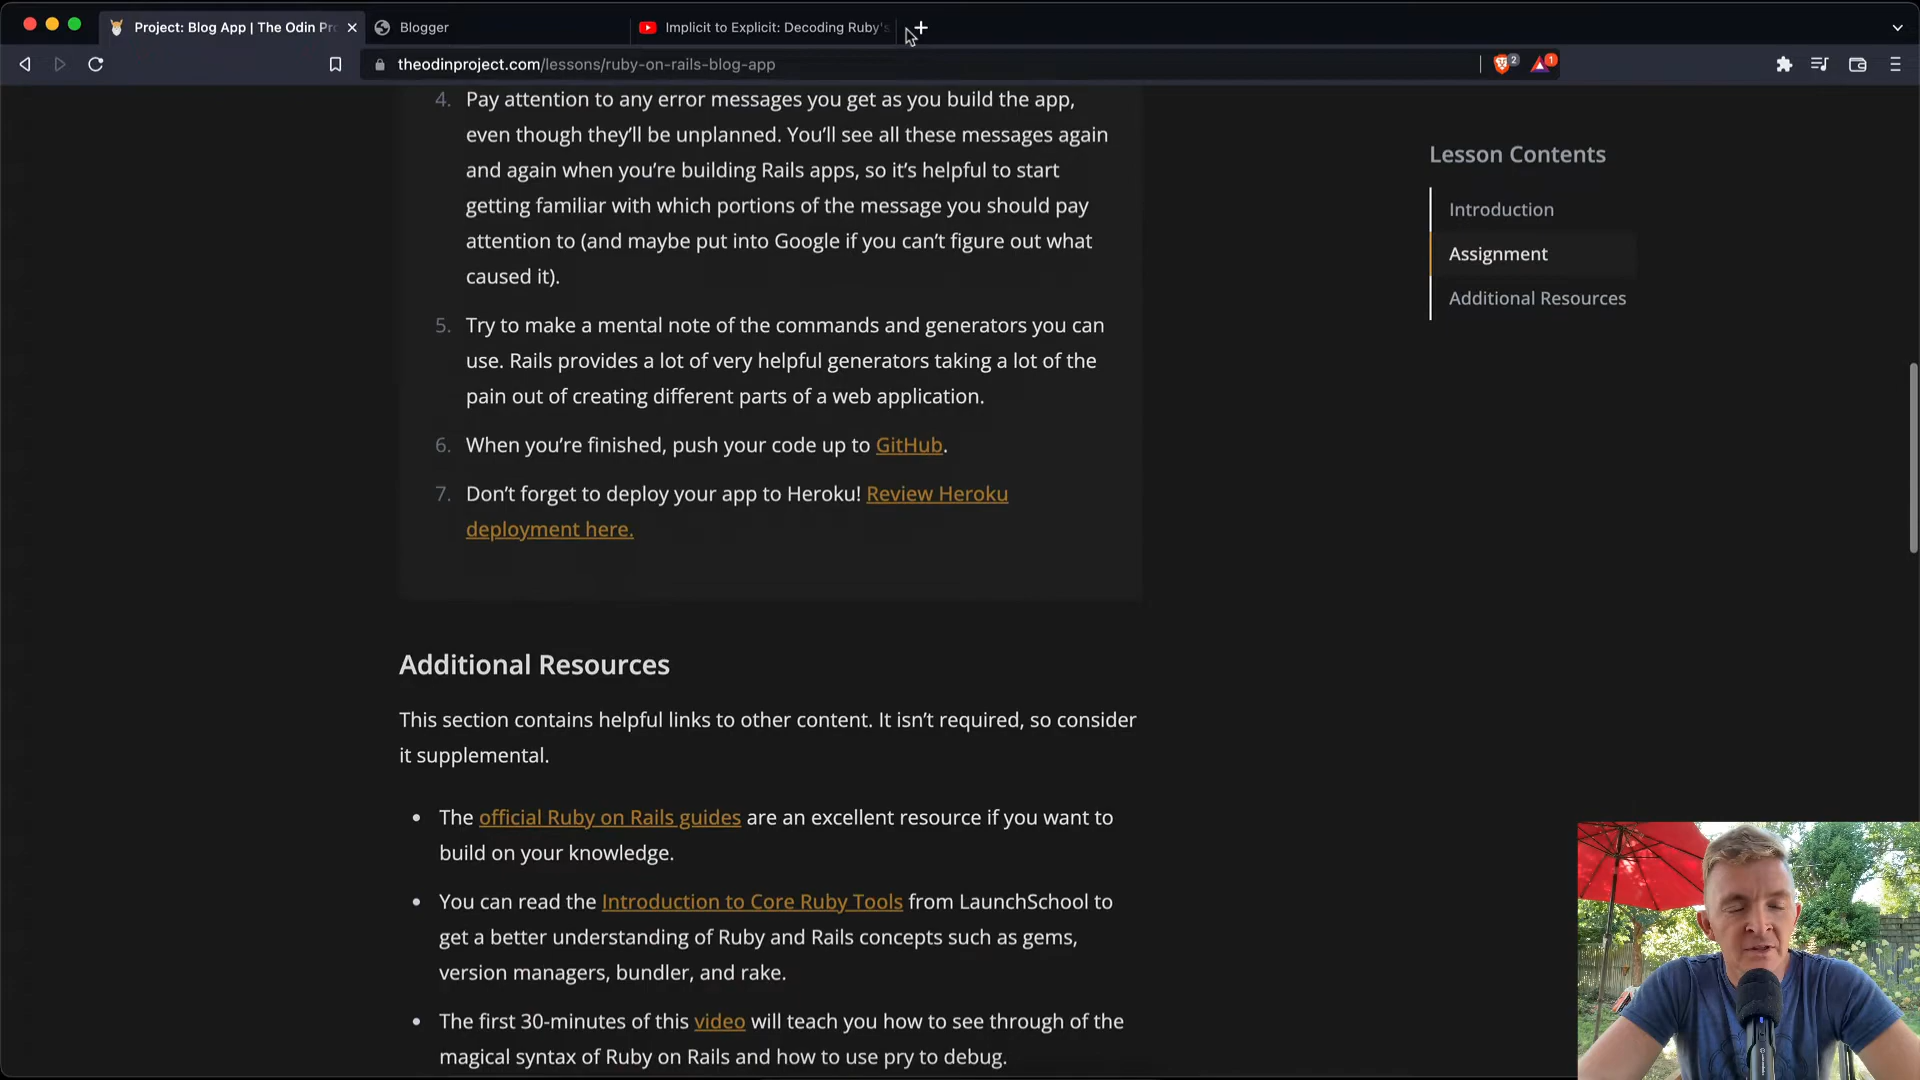 Project: Blog App | The Odin Pr
Blogger
Implicit to Explicit: Decoding Ruby's
theodinproject.com/lessons/ruby-on-rails-blog-app
2
1
4. Pay attention to any error messages you get as you build the app,
even though they'll be unplanned. You'll see all these messages again
and again when you're building Rails apps, so it's helpful to start
getting familiar with which portions of the message you should pay
attention to (and maybe put into Google if you can't figure out what
caused it).
5. Try to make a mental note of the commands and generators you can
use. Rails provides a lot of very helpful generators taking a lot of the
pain out of creating different parts of a web application.
6. When you're finished, push your code up to GitHub.
7. Don't forget to deploy your app to Heroku! Review Heroku
deployment here.
Additional Resources
This section contains helpful links to other content. It isn't required, so consider
it supplemental.
• The official Ruby on Rails guides are an excellent resource if you want to
build on your knowledge.
• You can read the Introduction to Core Ruby Tools from LaunchSchool to
get a better understanding of Ruby and Rails concepts such as gems,
version managers, bundler, and rake.
• The first 30-minutes of this video will teach you how to see through of the
magical syntax of Ruby on Rails and how to use pry to debug.
Lesson Contents
Introduction
Assignment
Additional Resources